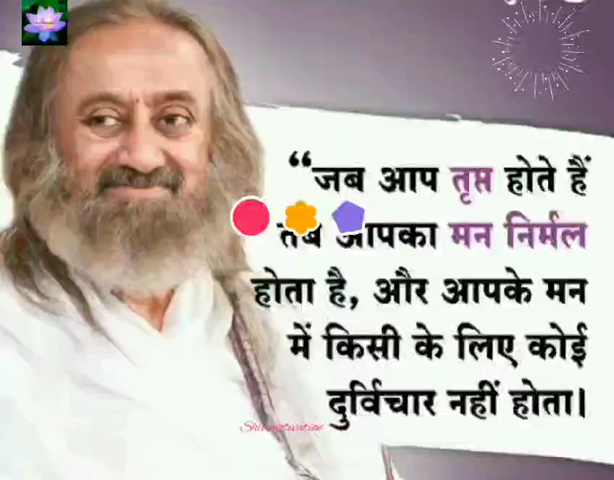 “जब आप तृप्त होते हैं
तब आपका मन निर्मल
होता है, और आपके मन
में किसी के लिए कोई
दुर्विचार नहीं होता।